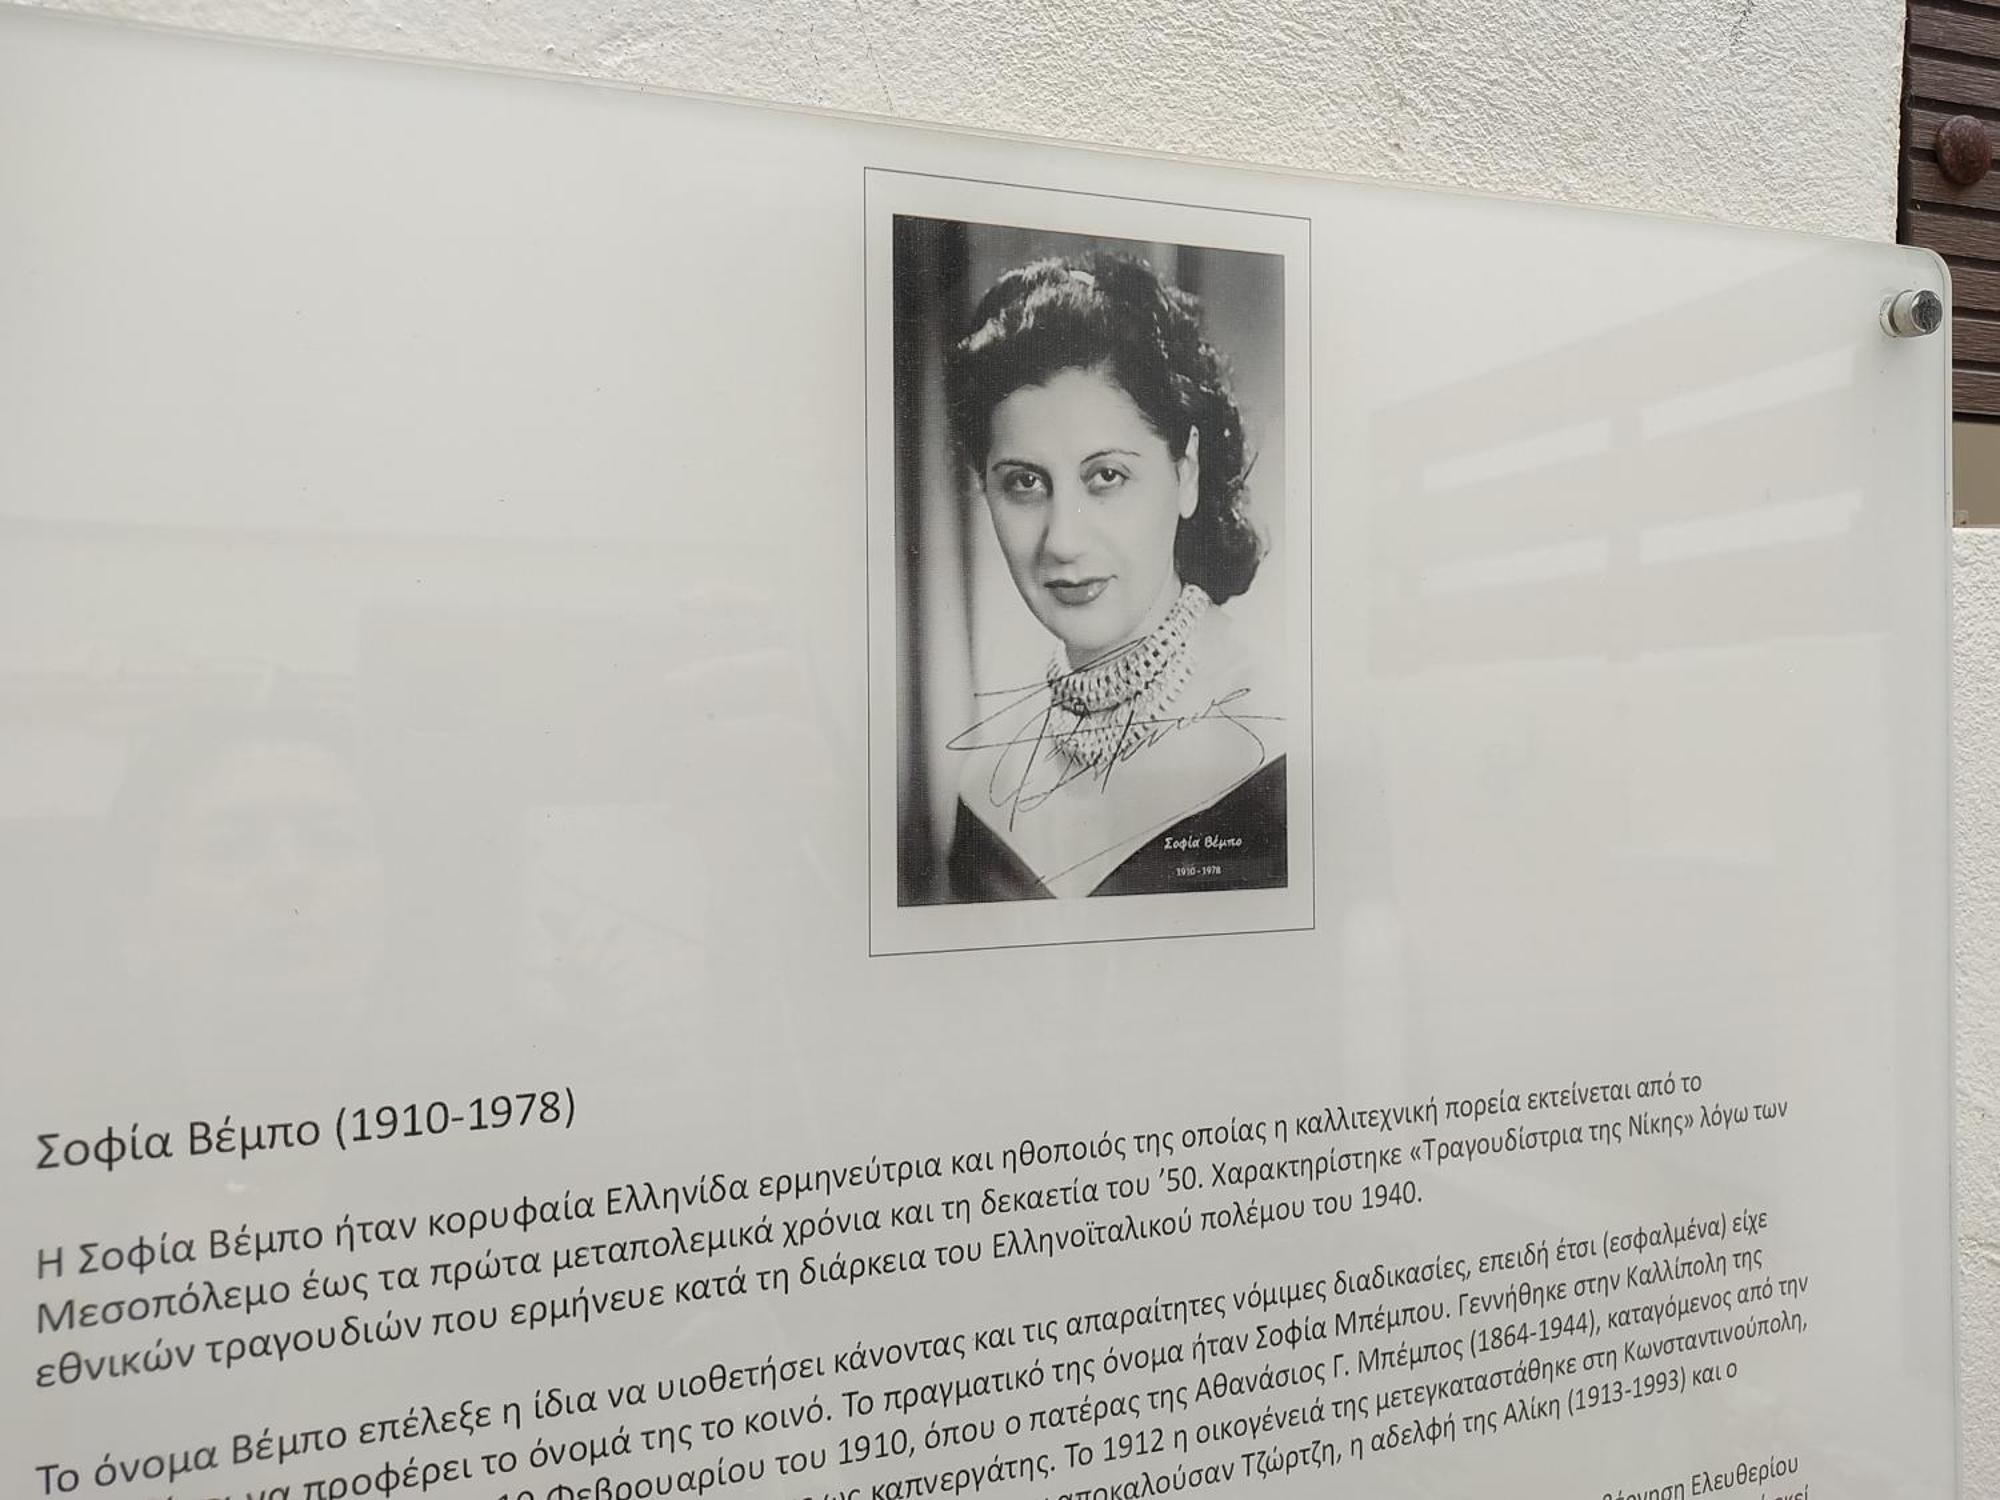 Σοφία Βέμπο
1910 - 1978
Σοφία Βέμπο (1910-1978)
Η Σοφία Βέμπο ήταν κορυφαία Ελληνίδα ερμηνεύτρια και ηθοποιός της οποίας η καλλιτεχνική πορεία εκτείνεται από το
Μεσοπόλεμο έως τα πρώτα μεταπολεμικά χρόνια και τη δεκαετία του ’50. Χαρακτηρίστηκε «Τραγουδίστρια της Νίκης» λόγω των
εθνικών τραγουδιών που ερμήνευε κατά τη διάρκεια του Ελληνοϊταλικού πολέμου του 1940.
Το όνομα Βέμπο επέλεξε η ίδια να υιοθετήσει κάνοντας και τις απαραίτητες νόμιμες διαδικασίες, επειδή έτσι (εσφαλμένα) είχε
να προφέρει το όνομά της το κοινό. Το πραγματικό της όνομα ήταν Σοφία Μπέμπου. Γεννήθηκε στην Καλλίπολη της
Φεβρουαρίου του 1910, όπου ο πατέρας της Αθανάσιος Γ. Μπέμπος (1864-1944), καταγόμενος από την
καπνεργάτης. Το 1912 η οικογένειά της μετεγκαταστάθηκε στη Κωνσταντινούπολη,
αποκαλούσαν Τζώρτζη, η αδελφή της Αλίκη (1913-1993) και ο
Ελευθερίου